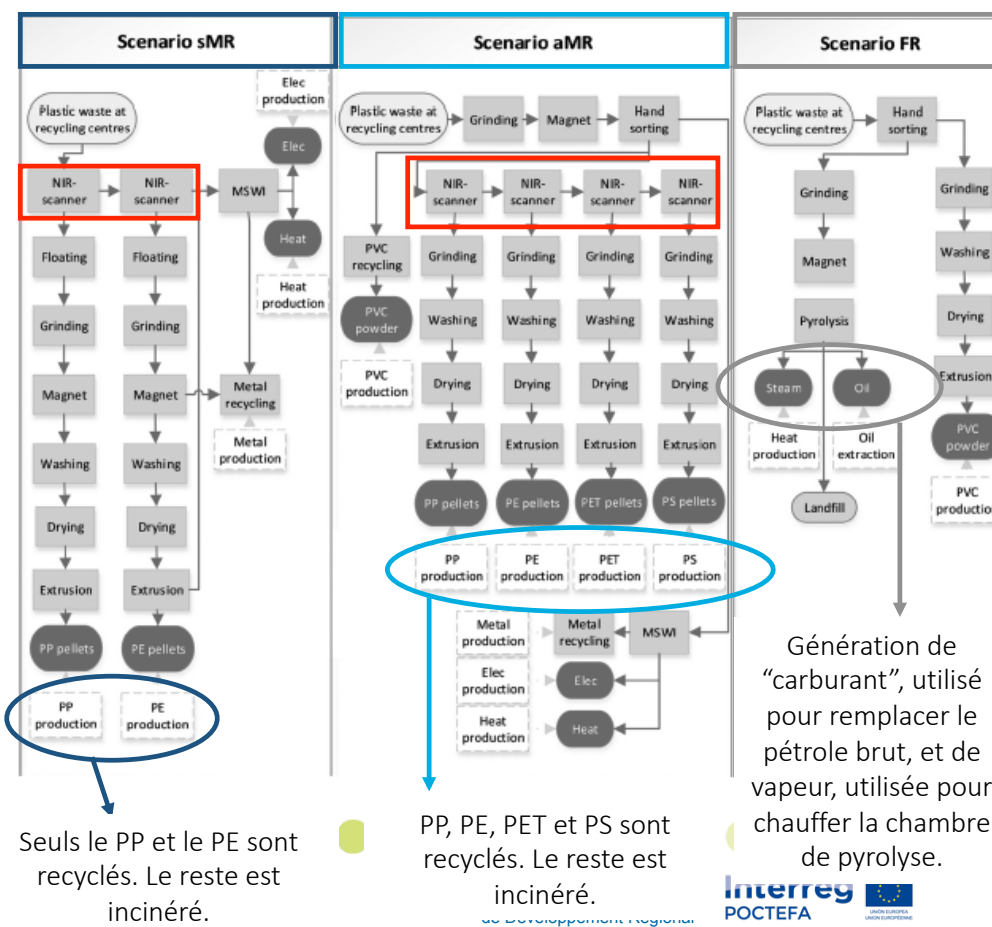 Scenario sMR
Plastic waste at
recycling centres
Elec
production
Elec
NIR-
scanner
NIR-
scanner
MSWI
Heat
Heat
production
Floating
Floating
Grinding
Grinding
Magnet
Magnet
Metal
recycling
Metal
production
Washing
Washing
Drying
Drying
Extrusion
Extrusion
PP pellets
PE pellets
PP
production
PE
production
Seuls le PP et le PE sont
recyclés. Le reste est
incinéré.
Scenario aMR
Plastic waste at
recycling centres
Grinding
Magnet
Hand
sorting
NIR-
scanner
NIR-
scanner
NIR-
scanner
NIR-
scanner
PVC
recycling
PVC
powder
PVC
production
Grinding
Grinding
Grinding
Grinding
Washing
Washing
Washing
Washing
Drying
Drying
Drying
Drying
Extrusion
Extrusion
Extrusion
Extrusion
PP pellets
PE pellets
PET pellets
PS pellets
PP
production
PE
production
PET
production
PS
production
Metal
production
Metal
recycling
MSWI
Elec
production
Elec
Heat
production
Heat
PP, PE, PET et PS sont
recyclés. Le reste est
incinéré.
de Développement Régional
Scenario FR
Plastic waste at
recycling centres
Hand
sorting
Grinding
Magnet
Pyrolysis
Steam
Oil
Heat
production
Oil
extraction
Landfill
Grinding
Washing
Drying
Extrusion
PVC
powder
PVC
productio
Génération de
“carburant”, utilisé
pour remplacer le
pétrole brut, et de
vapeur, utilisée pour
chauffer la chambre
de pyrolyse.
Interreg
POCTEFA
UNIÓN EUROPEA
UNION EUROPÉENNE